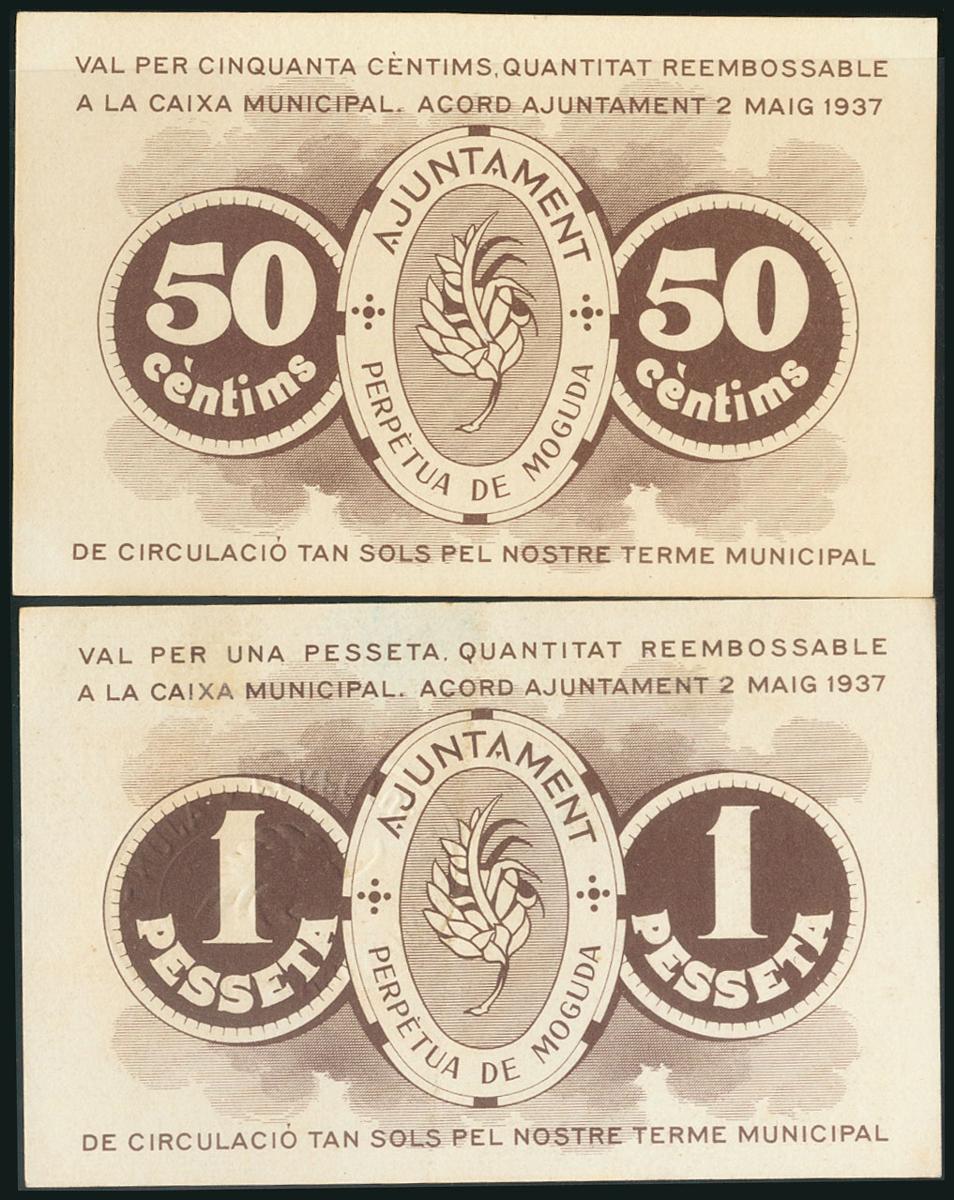 VAL PER CINQUANTA CÈNTIMS, QUANTITAT REEMBOSSABLE
A LA CAIXA MUNICIPAL. ACORD AJUNTAMENT 2 MAIG 1937
AJUNTAMENT
50
cèntims
50
cèntims
PERPÈTUA DE MOGUDA
DE CIRCULACIÓ TAN SOLS PEL NOSTRE TERME MUNICIPAL
VAL PER UNA PESSETA. QUANTITAT REEMBOSSABLE
A LA CAIXA MUNICIPAL. ACORD AJUNTAMENT 2 MAIG 1937
AJUNTAMENT
1
PESSETA
1
PESSETA
PERPÈTUA DE MOGUDA
DE CIRCULACIÓ TAN SOLS PEL NOSTRE TERME MUNICIPAL